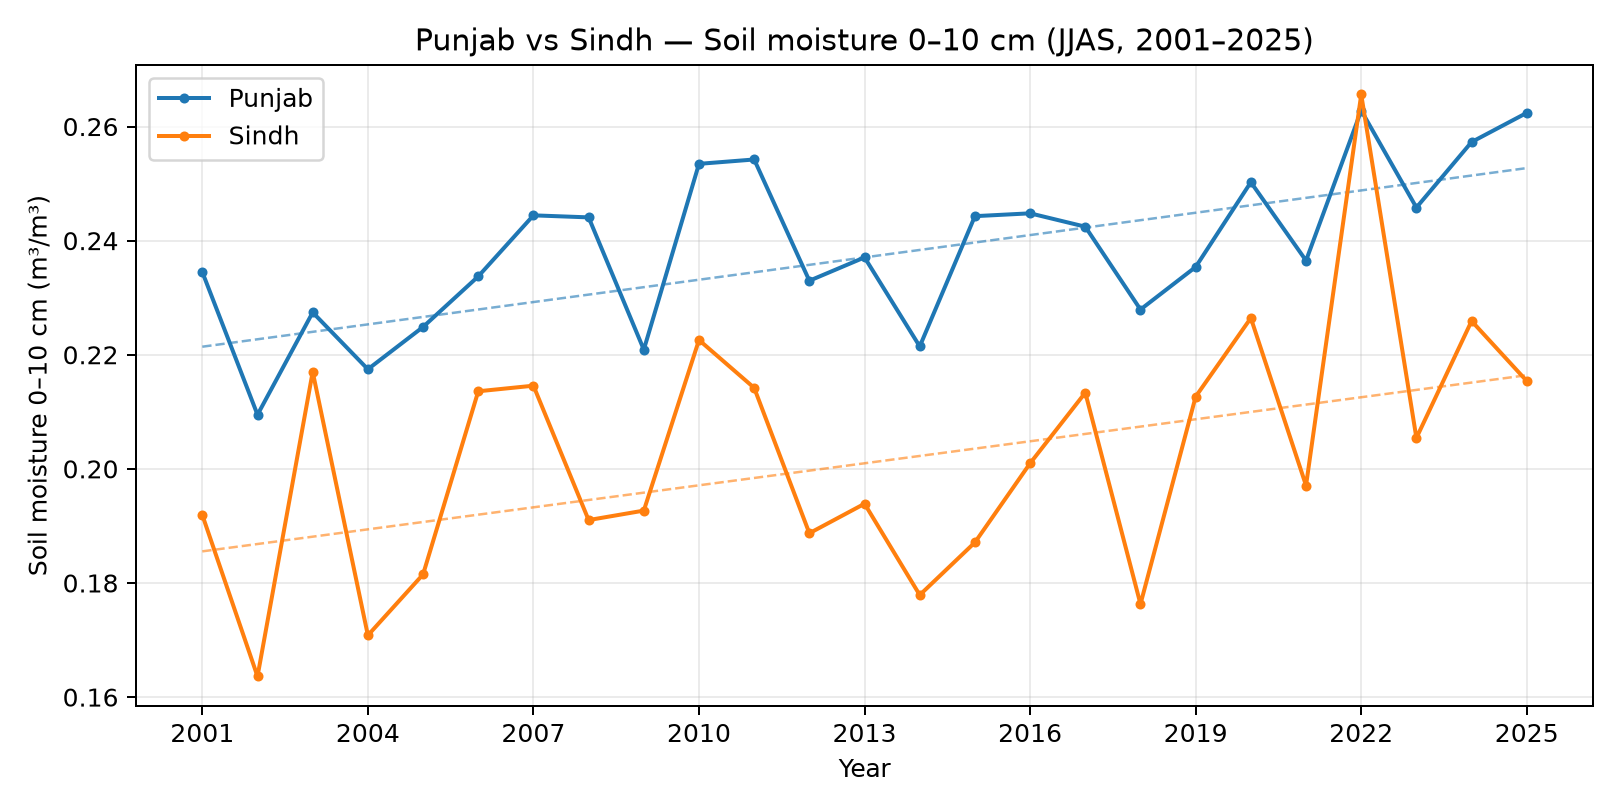 Punjab vs Sindh — Soil moisture 0–10 cm (JJAS, 2001–2025)
Punjab
Sindh
Soil moisture 0–10 cm (m³/m³)
0.26
0.24
0.22
0.20
0.18
0.16
2001 2004 2007 2010 2013 2016 2019 2022 2025
Year